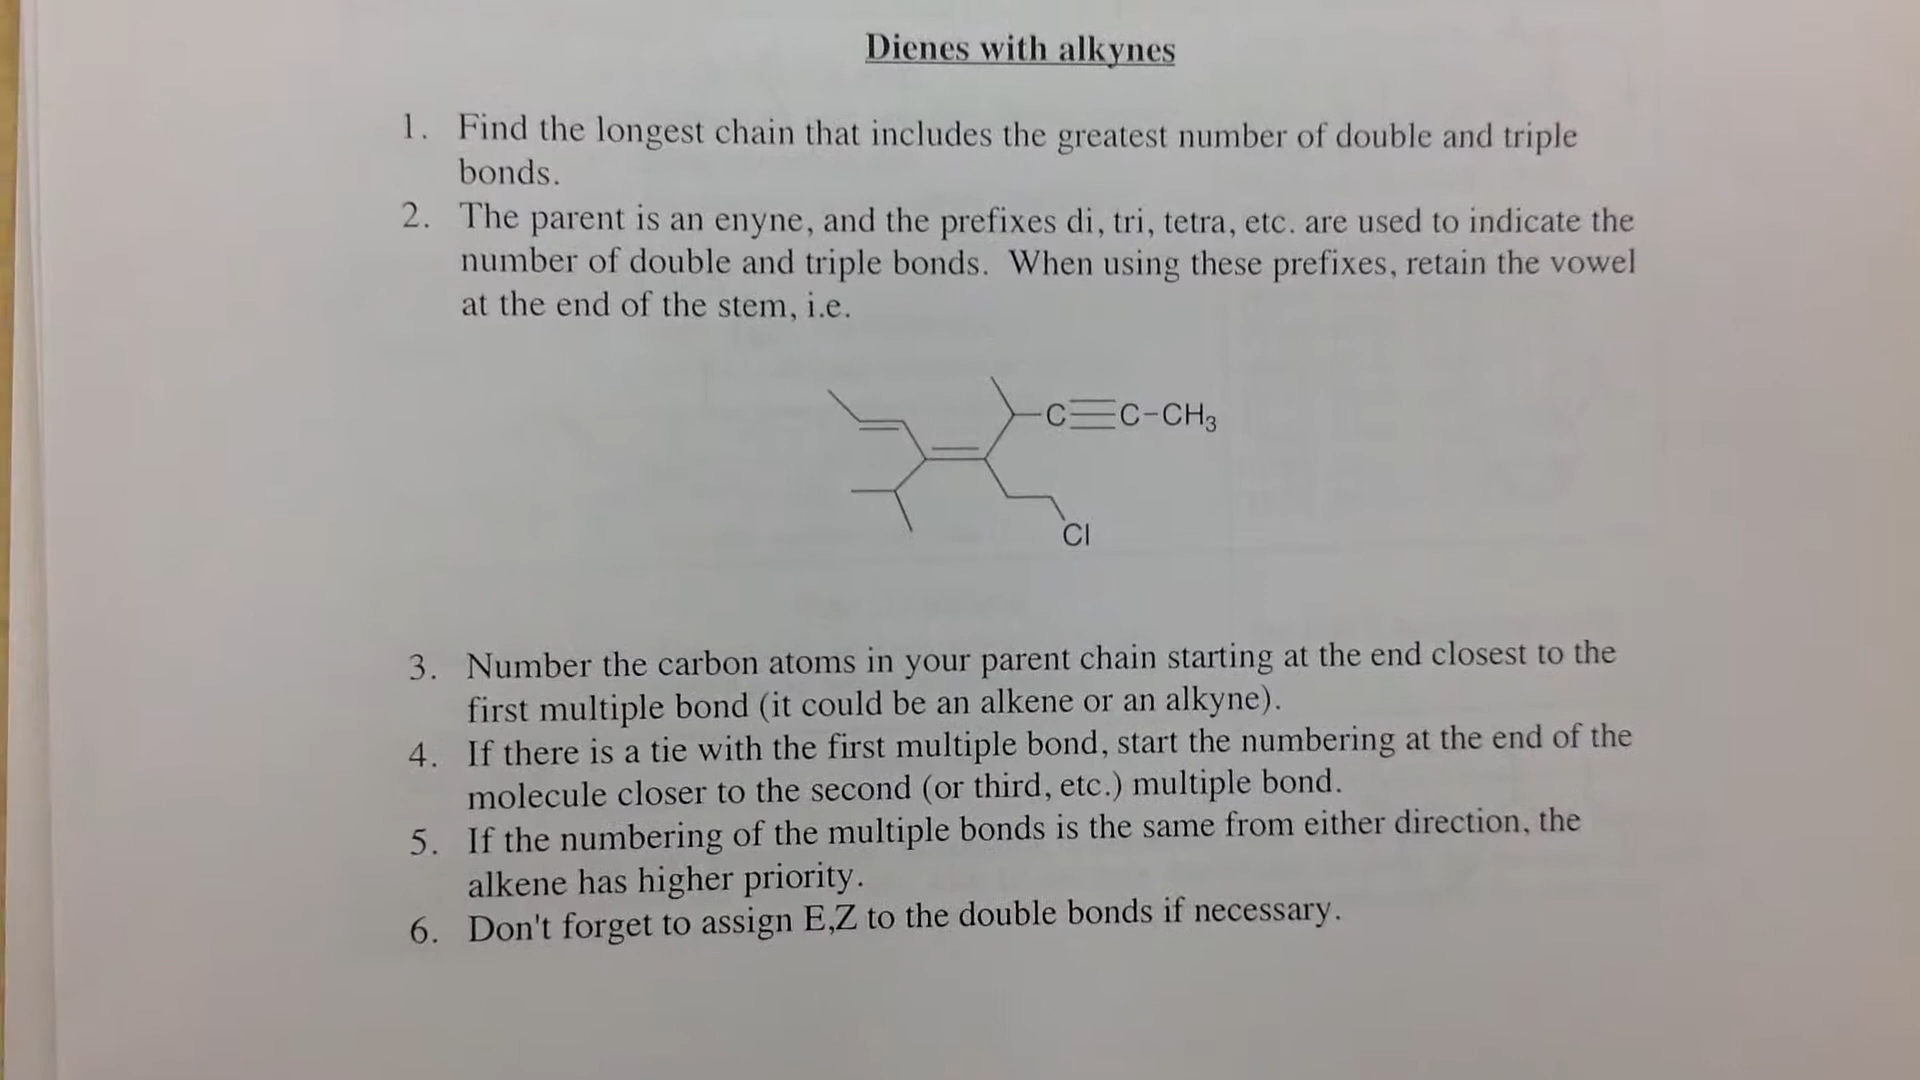 Dienes with alkynes
1. Find the longest chain that includes the greatest number of double and triple
bonds.
2. The parent is an enyne, and the prefixes di, tri, tetra, etc. are used to indicate the
number of double and triple bonds. When using these prefixes, retain the vowel
at the end of the stem, i.e.
C≡C-CH₃
Cl
3. Number the carbon atoms in your parent chain starting at the end closest to the
first multiple bond (it could be an alkene or an alkyne).
4. If there is a tie with the first multiple bond, start the numbering at the end of the
molecule closer to the second (or third, etc.) multiple bond.
5. If the numbering of the multiple bonds is the same from either direction, the
alkene has higher priority.
6. Don't forget to assign E,Z to the double bonds if necessary.